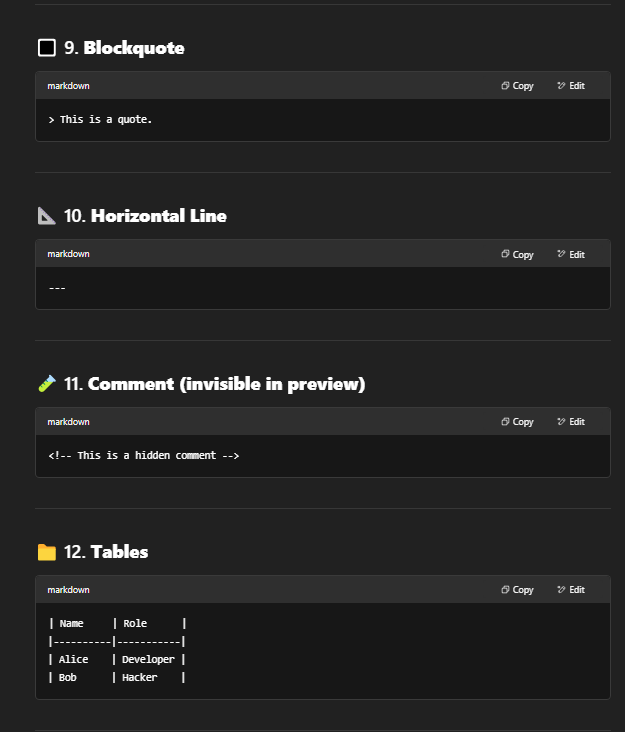 9. Blockquote
markdown Copy Edit
> This is a quote.
10. Horizontal Line
markdown Copy Edit
---
11. Comment (invisible in preview)
markdown Copy Edit
<!-- This is a hidden comment -->
12. Tables
markdown Copy Edit
| Name     | Role      |
|----------|-----------|
| Alice    | Developer |
| Bob      | Hacker    |